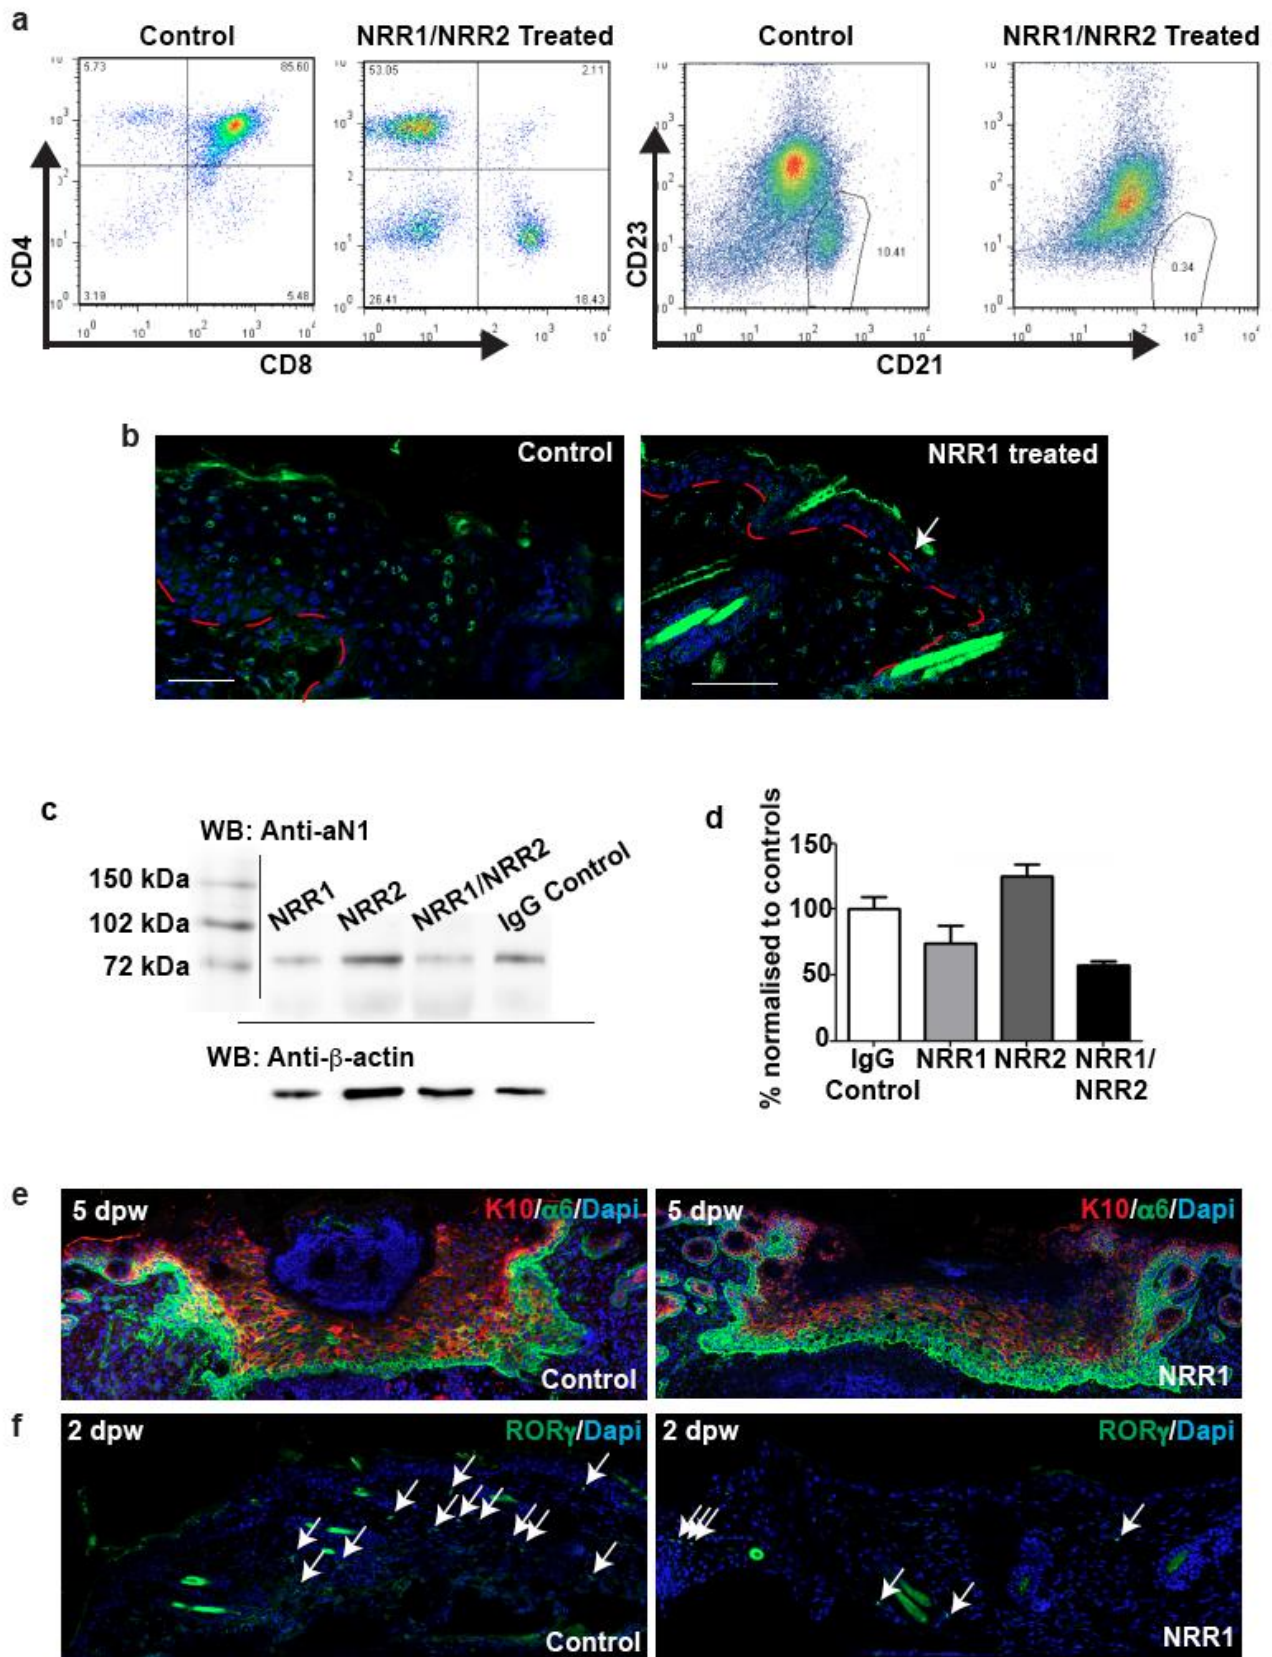 a
Control
NRR1/NRR2 Treated
Control
NRR1/NRR2 Treated
5.73
85.60
53.05
2.11
3.19
5.48
26.41
18.43
10.41
0.34
CD4
CD8
CD23
CD21
b
Control
NRR1 treated
c
WB: Anti-aN1
150 kDa
102 kDa
72 kDa
NRR1
NRR2
NRR1/NRR2
IgG Control
WB: Anti-β-actin
d
% normalised to controls
150
100
50
0
IgG Control
NRR1
NRR2
NRR1/NRR2
e
5 dpw
K10/α6/Dapi
Control
5 dpw
K10/α6/Dapi
NRR1
f
2 dpw
RORγ/Dapi
Control
2 dpw
RORγ/Dapi
NRR1